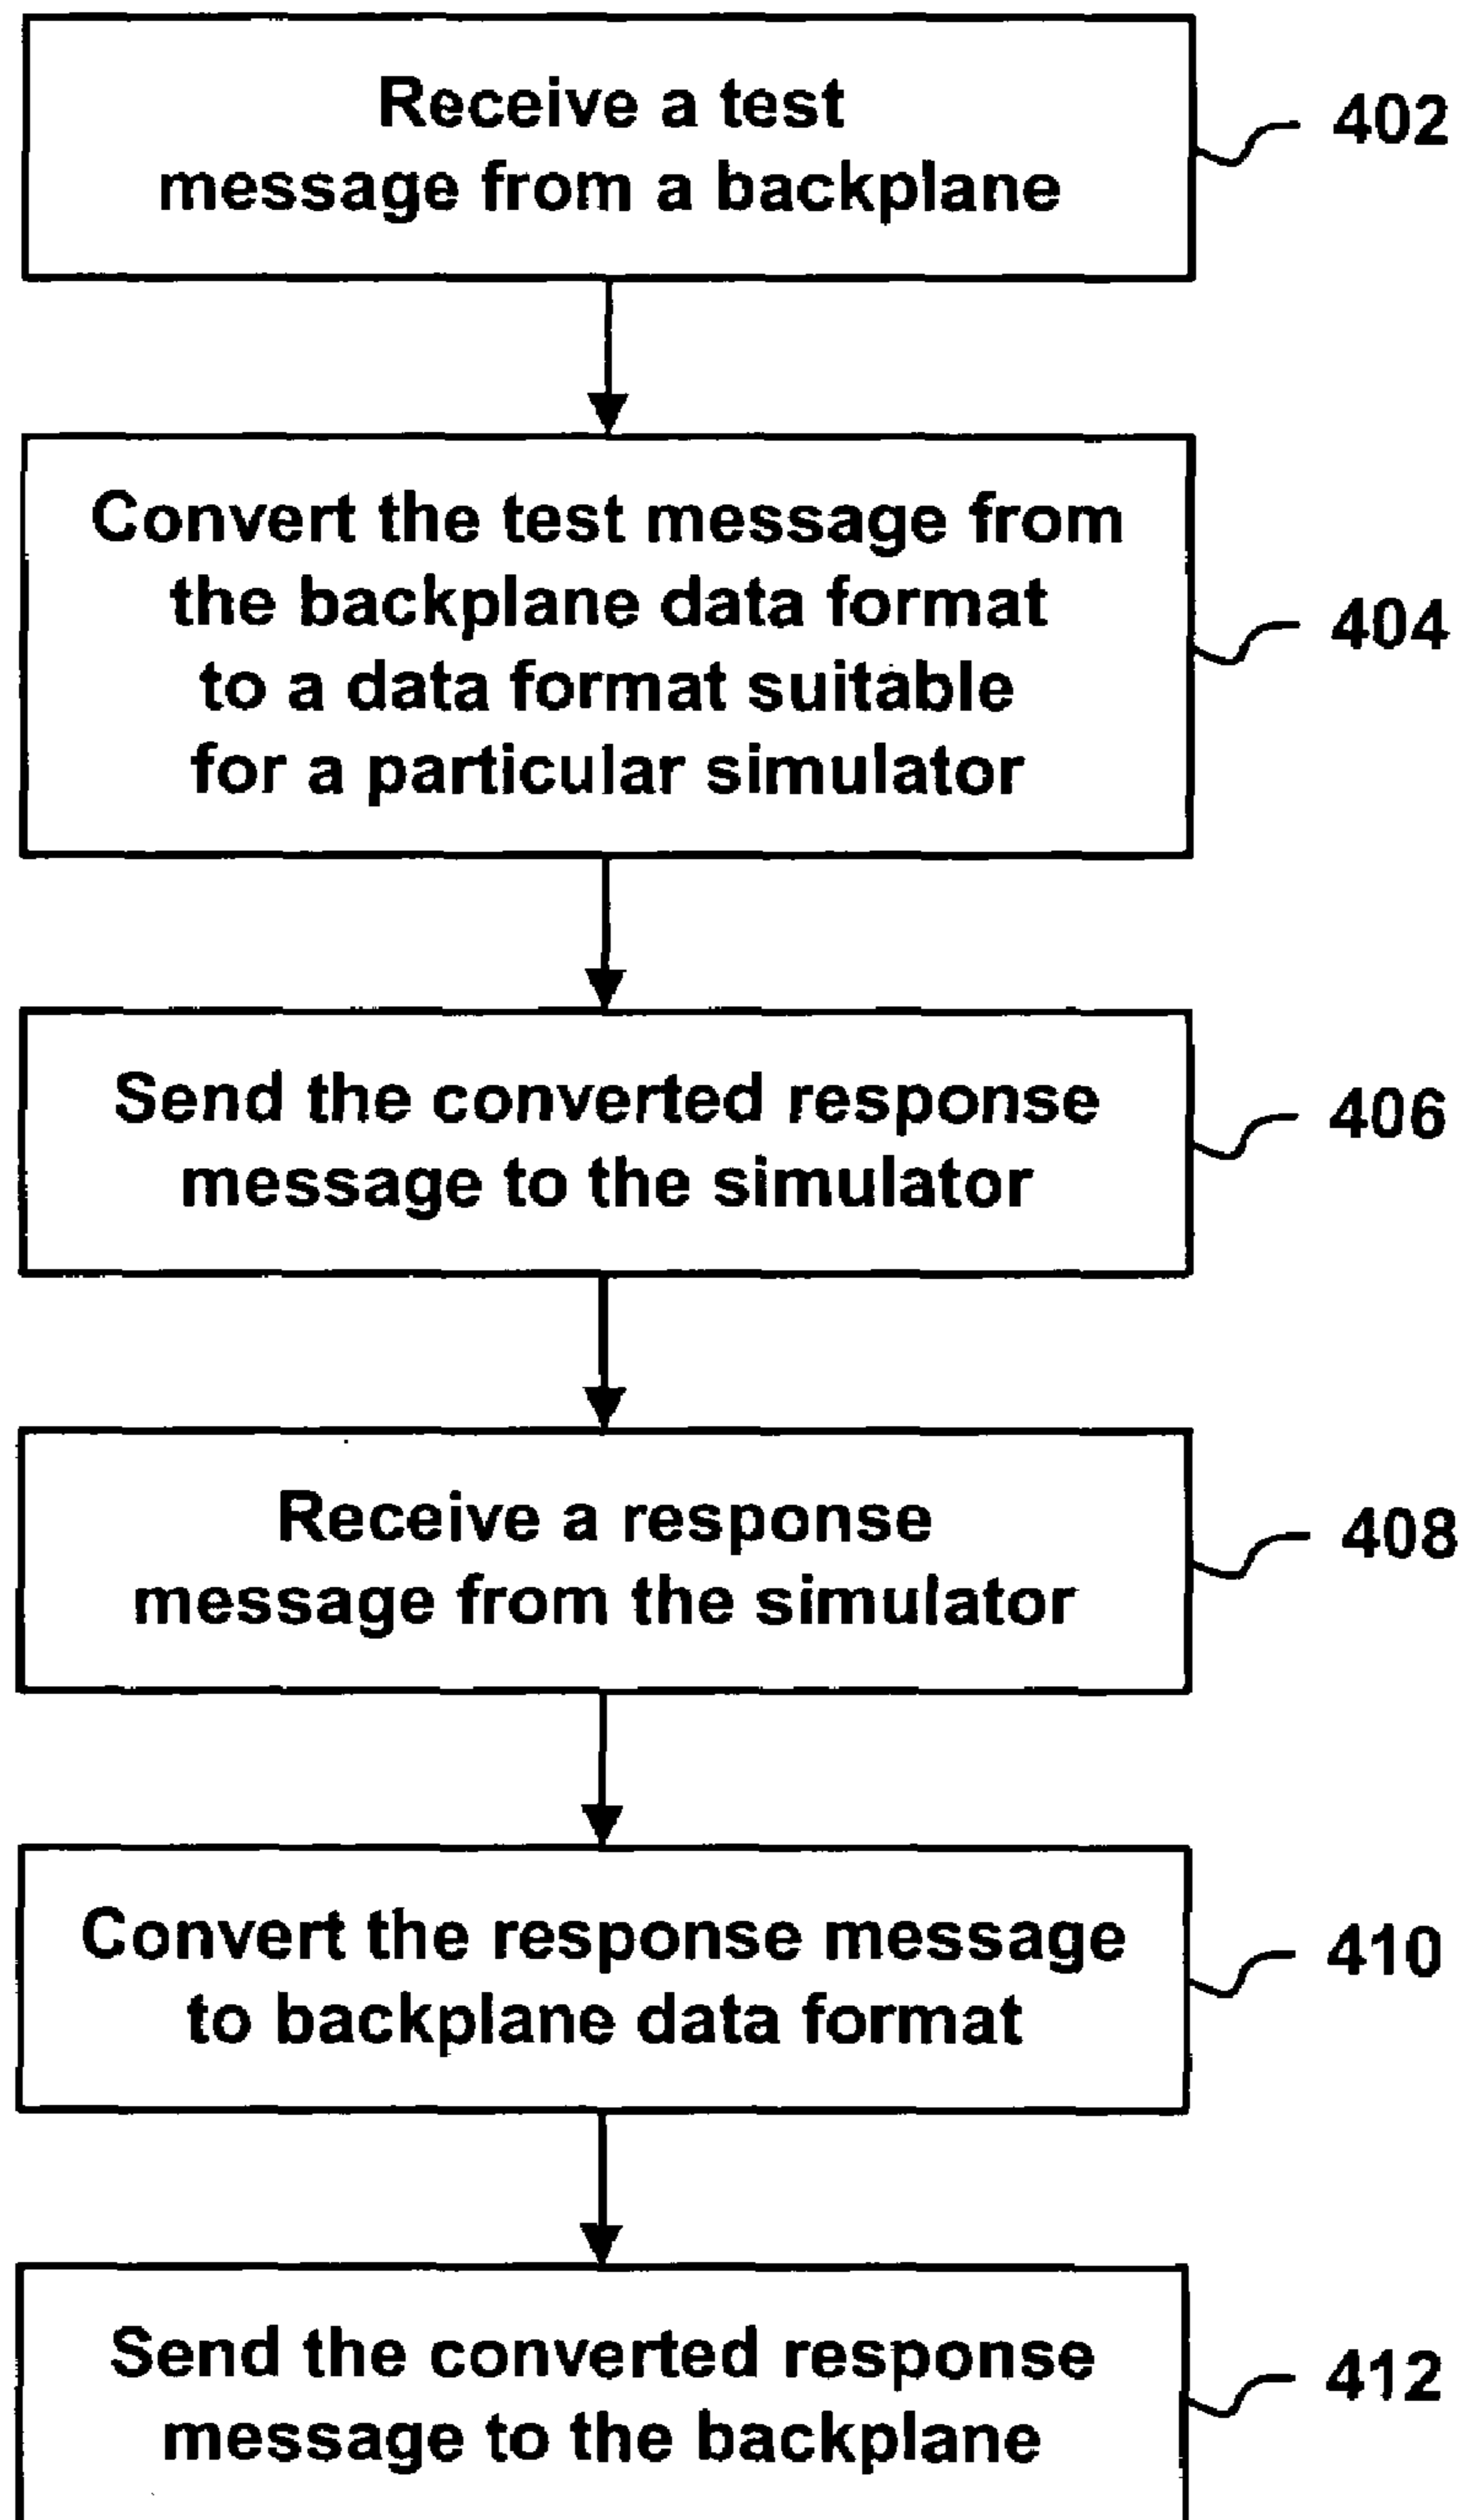 Receive a test
message from a backplane
402
Convert the test message from
the backplane data format
to a data format suitable
for a particular simulator
404
Send the converted response
message to the simulator
406
Receive a response
message from the simulator
408
Convert the response message
to backplane data format
410
Send the converted response
message to the backplane
412